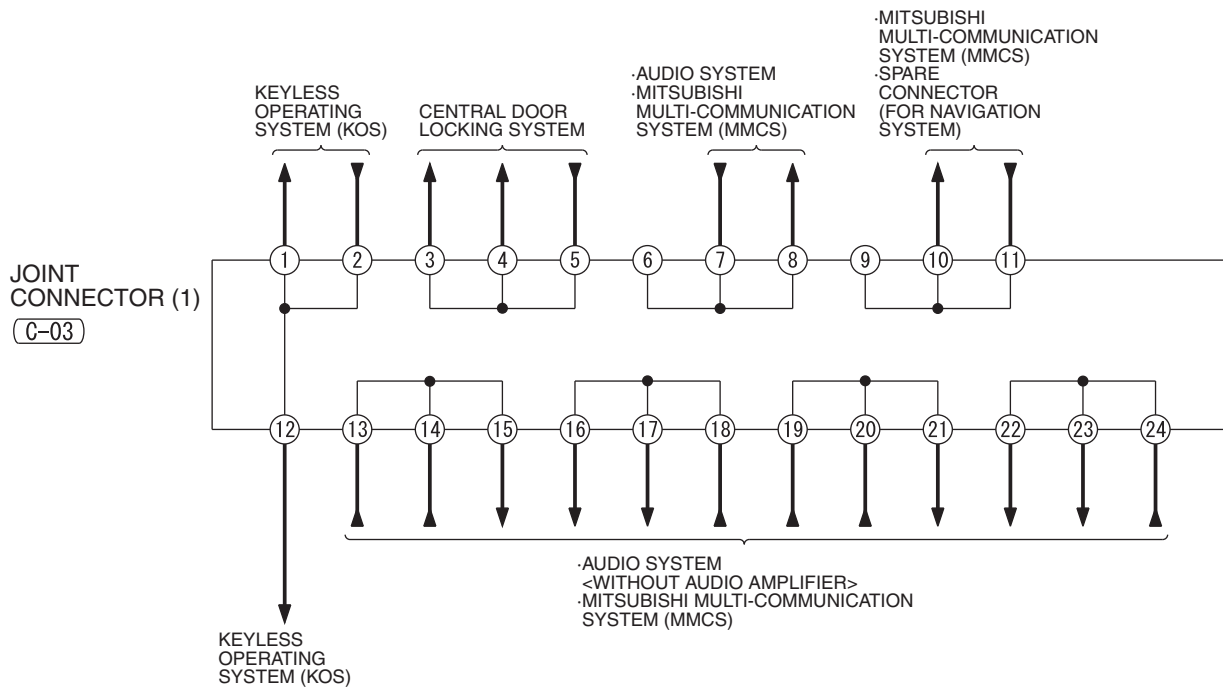 ·MITSUBISHI
MULTI-COMMUNICATION
SYSTEM (MMCS)
·SPARE
CONNECTOR
(FOR NAVIGATION
SYSTEM)
·AUDIO SYSTEM
·MITSUBISHI
MULTI-COMMUNICATION
SYSTEM (MMCS)
KEYLESS
OPERATING
SYSTEM (KOS)
CENTRAL DOOR
LOCKING SYSTEM
1 2 3 4 5 6 7 8 9 10 11
JOINT
CONNECTOR (1)
C-03
12 13 14 15 16 17 18 19 20 21 22 23 24
·AUDIO SYSTEM
<WITHOUT AUDIO AMPLIFIER>
·MITSUBISHI MULTI-COMMUNICATION
SYSTEM (MMCS)
KEYLESS
OPERATING
SYSTEM (KOS)